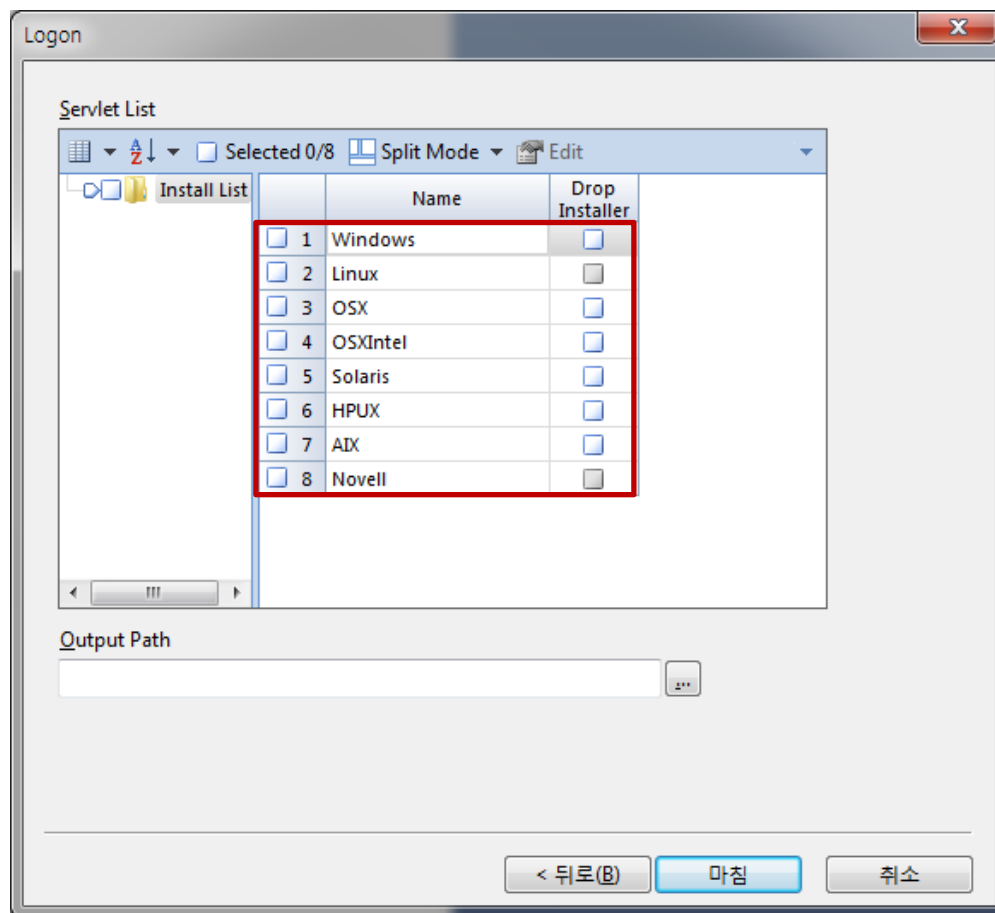 Logon
Servlet List
Selected 0/8 Split Mode Edit
Install List
Name Drop Installer
1 Windows
2 Linux
3 OSX
4 OSXIntel
5 Solaris
6 HPUX
7 AIX
8 Novell
Output Path
...
< 뒤로(B) 마침 취소